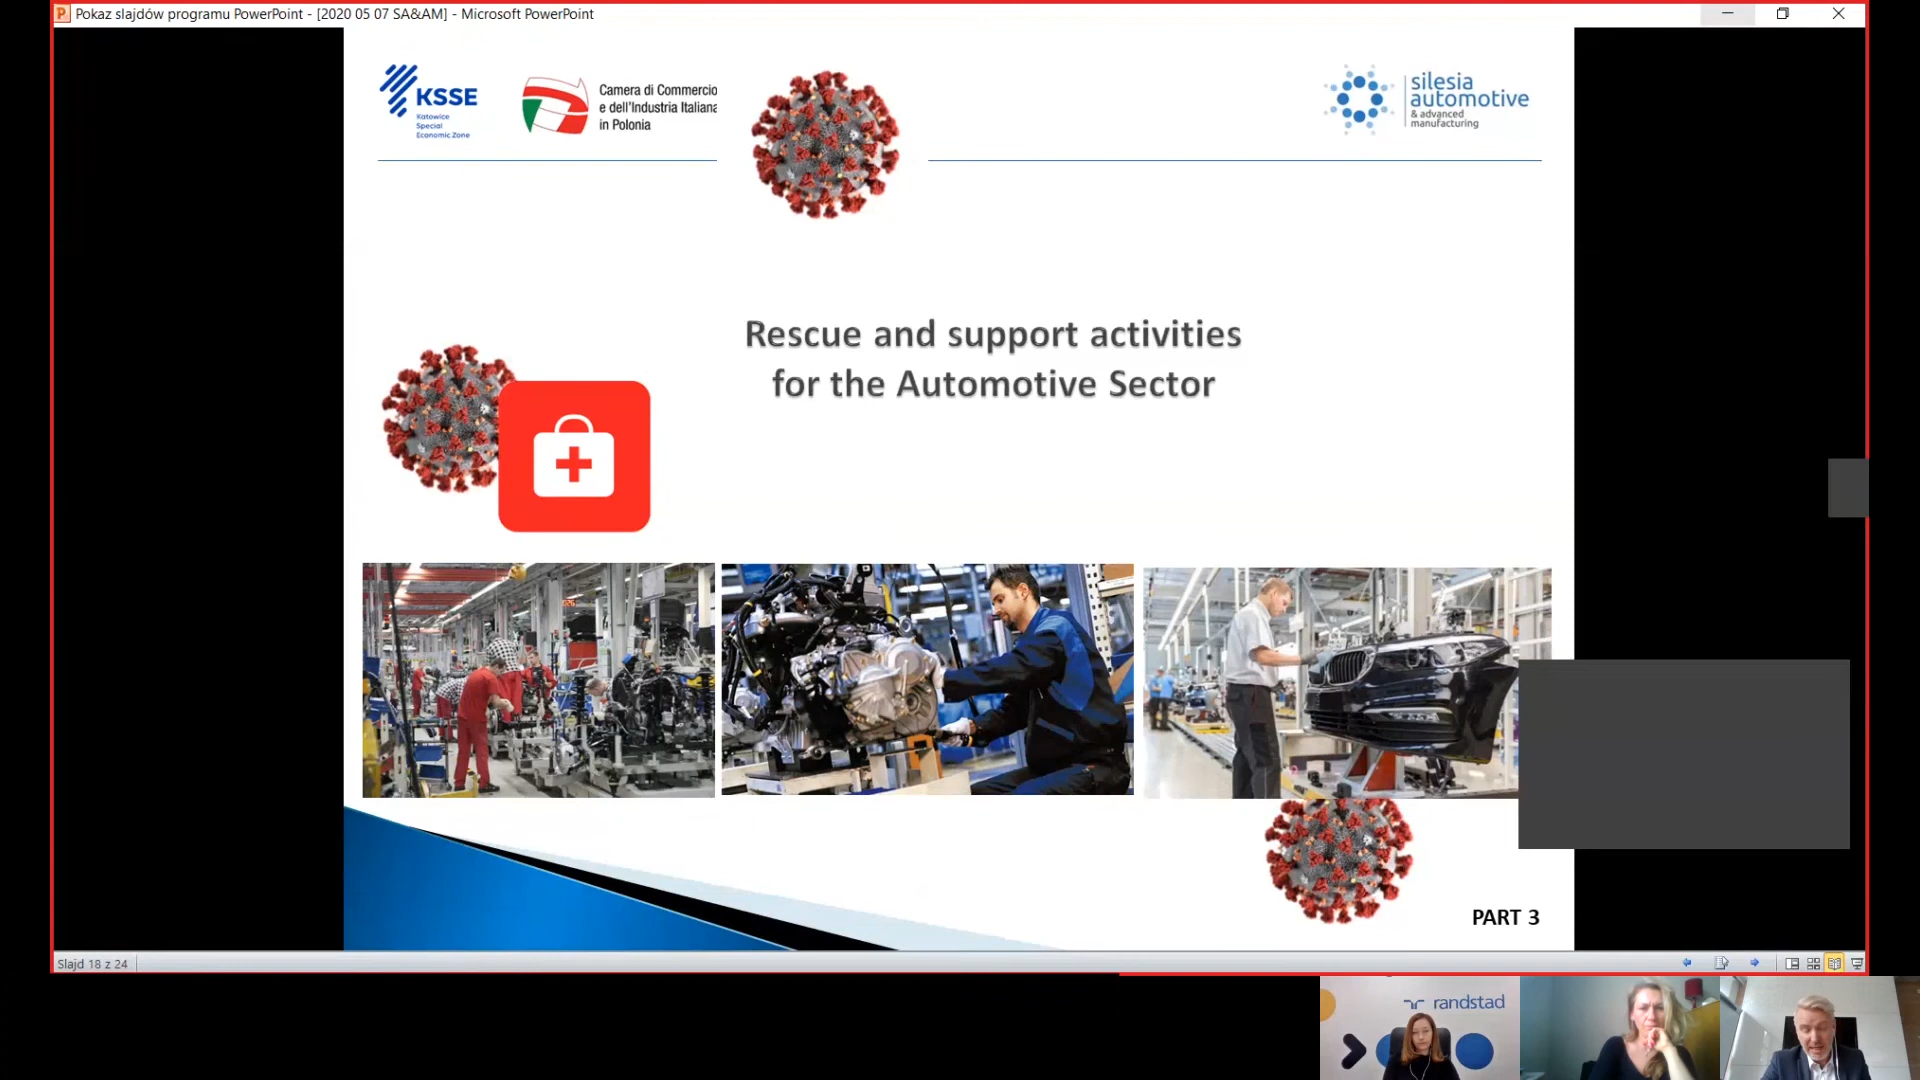 Pokaz slajdów programu PowerPoint - [2020 05 07 SA&AM] - Microsoft PowerPoint
KSSE
Katowice
Special
Economic Zone
Camera di Commercio
e dell'Industria Italiana
in Polonia
silesia
automotive
& advanced
manufacturing
Rescue and support activities
for the Automotive Sector
PART 3
Slajd 18 z 24
randstad